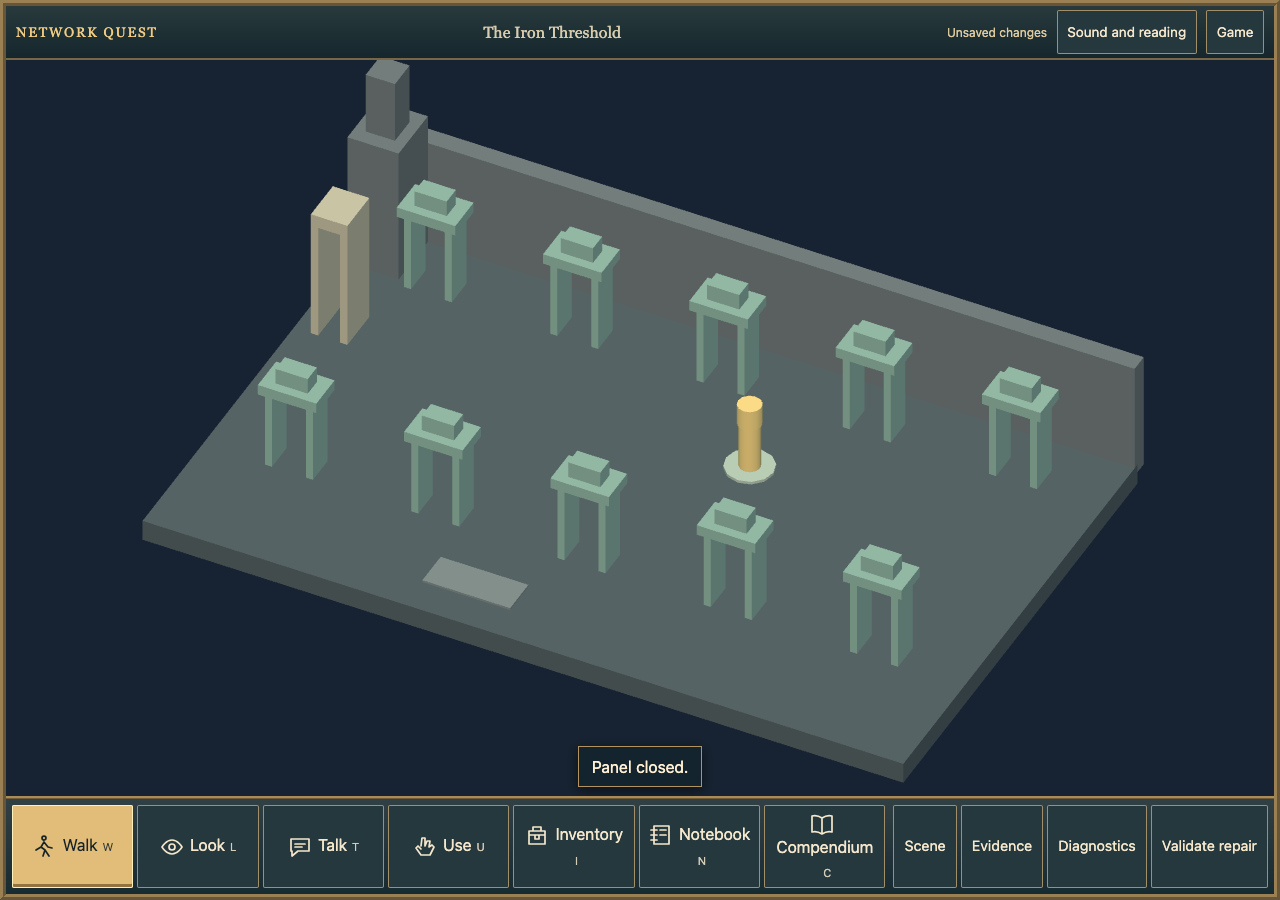 NETWORK QUEST
The Iron Threshold
Unsaved changes
Sound and reading
Game
Panel closed.
Walk W
Look L
Talk T
Use U
Inventory
I
Notebook
N
Compendium
C
Scene
Evidence
Diagnostics
Validate repair